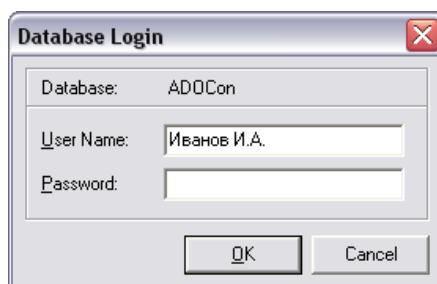 Database Login
Database: ADOCon
User Name: Иванов И.А.
Password:
OK Cancel